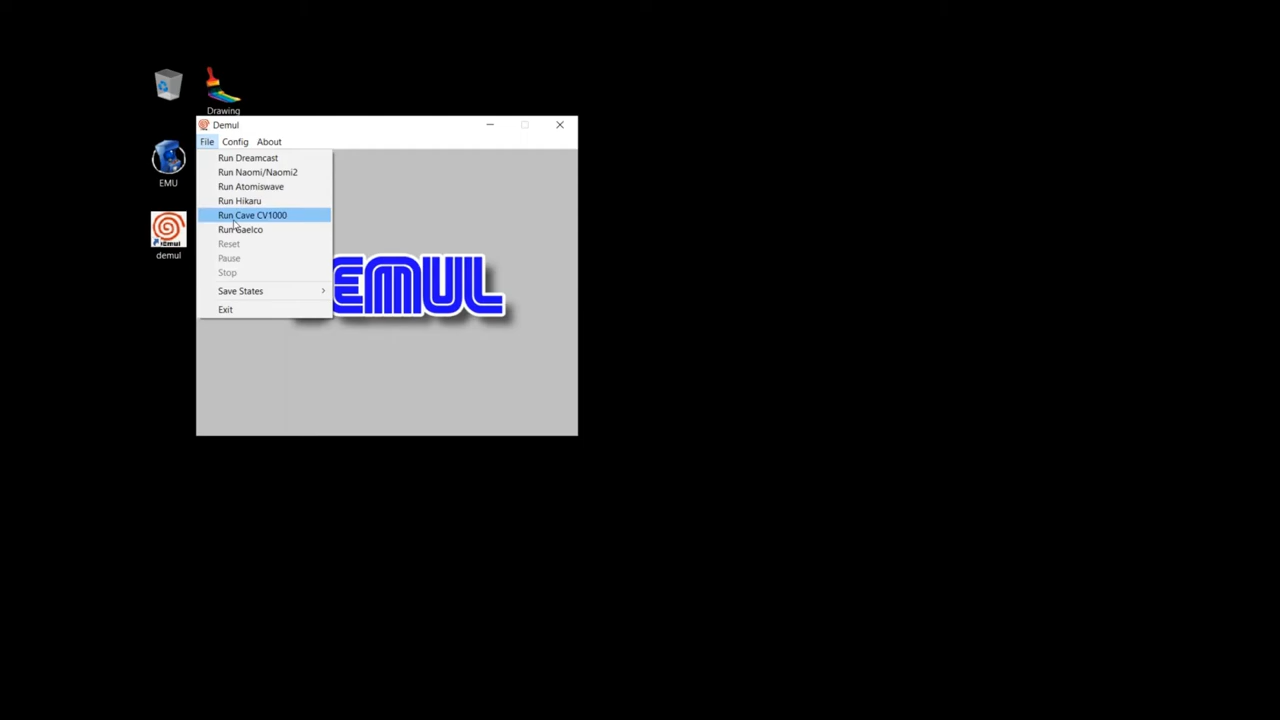 Drawing
EMU
demul
demul
Demul
File Config About
Run Dreamcast
Run Naomi/Naomi2
Run Atomiswave
Run Hikaru
Run Cave CV1000
Run Gaelco
Reset
Pause
Stop
Save States
Exit
EMUL